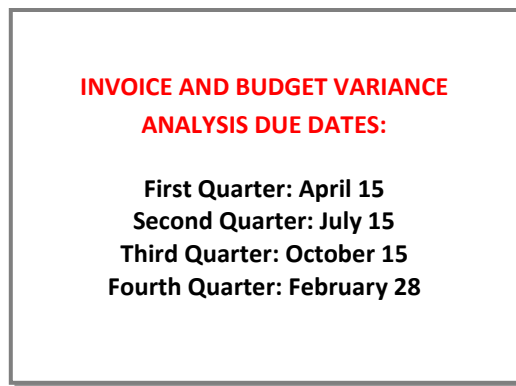 INVOICE AND BUDGET VARIANCE
ANALYSIS DUE DATES:
First Quarter: April 15
Second Quarter: July 15
Third Quarter: October 15
Fourth Quarter: February 28